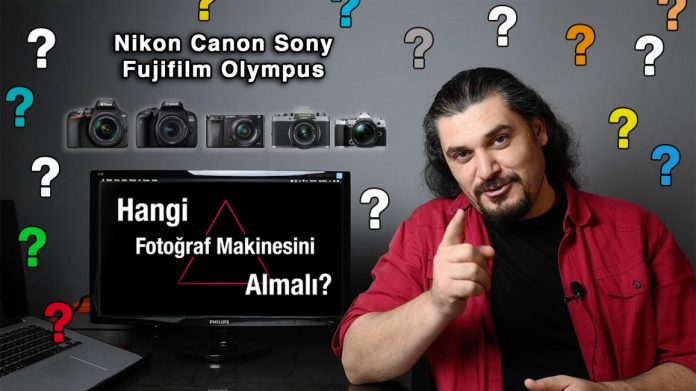 Nikon Canon Sony
Fujifilm Olympus
Hangi
Fotoğraf Makinesini
Almalı?
PHILIPS